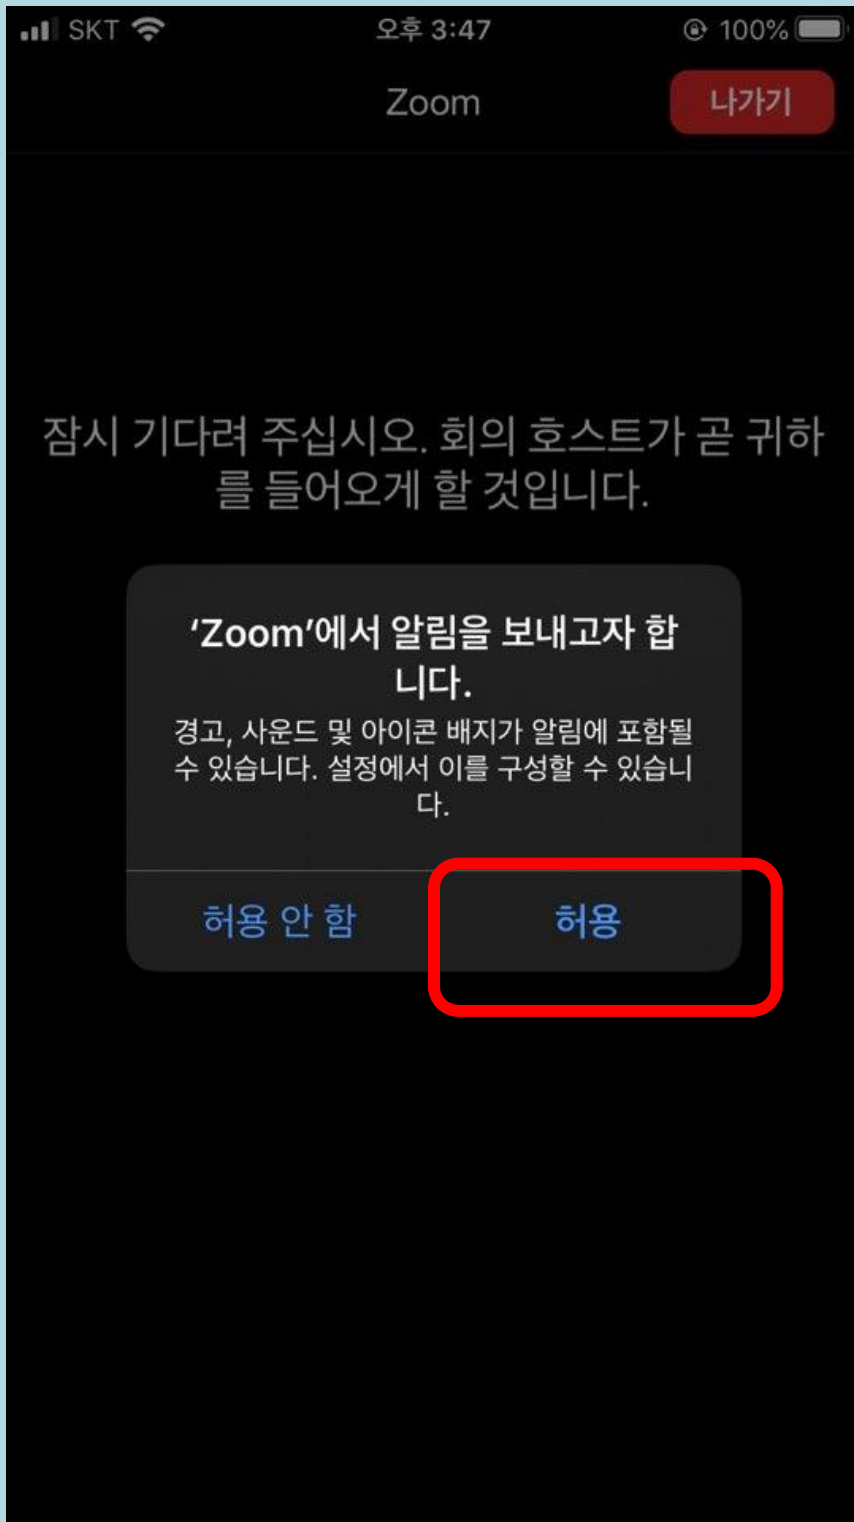 SKT 오후 3:47 100%
Zoom 나가기
잠시 기다려 주십시오. 회의 호스트가 곧 귀하
를 들어오게 할 것입니다.
‘Zoom’에서 알림을 보내고자 합
니다.
경고, 사운드 및 아이콘 배지가 알림에 포함될
수 있습니다. 설정에서 이를 구성할 수 있습니
다.
허용 안 함 허용